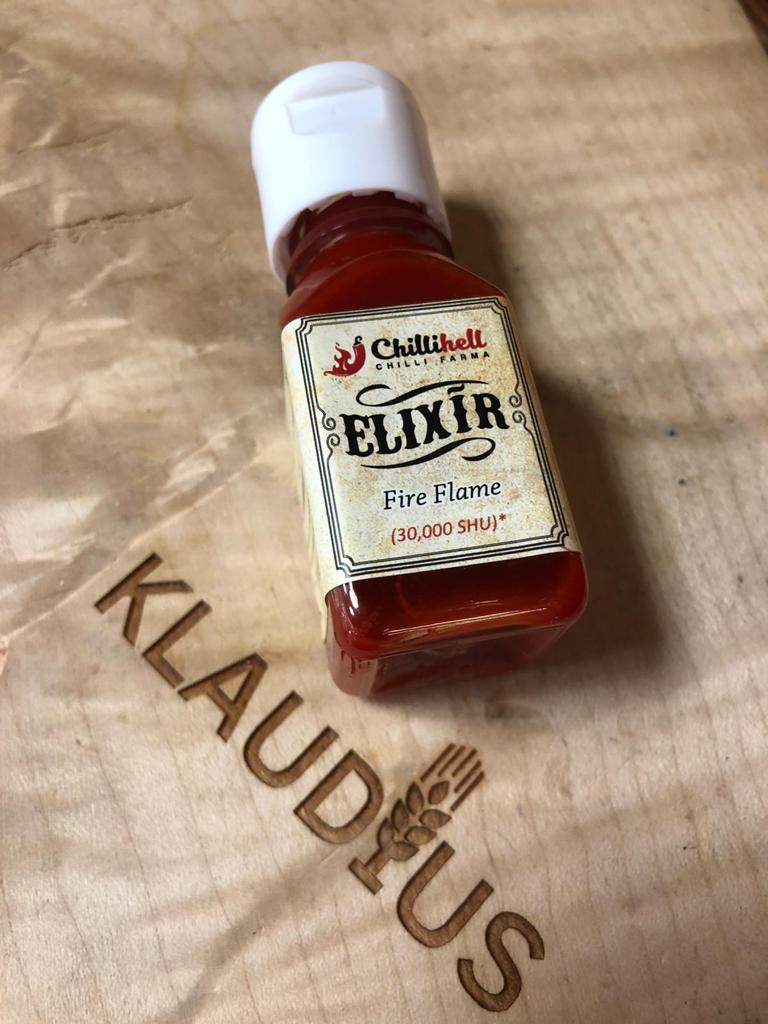 Chillihell
CHILLI FARMA
ELIXÍR
Fire Flame
(30,000 SHU)*
KLAUDIUS